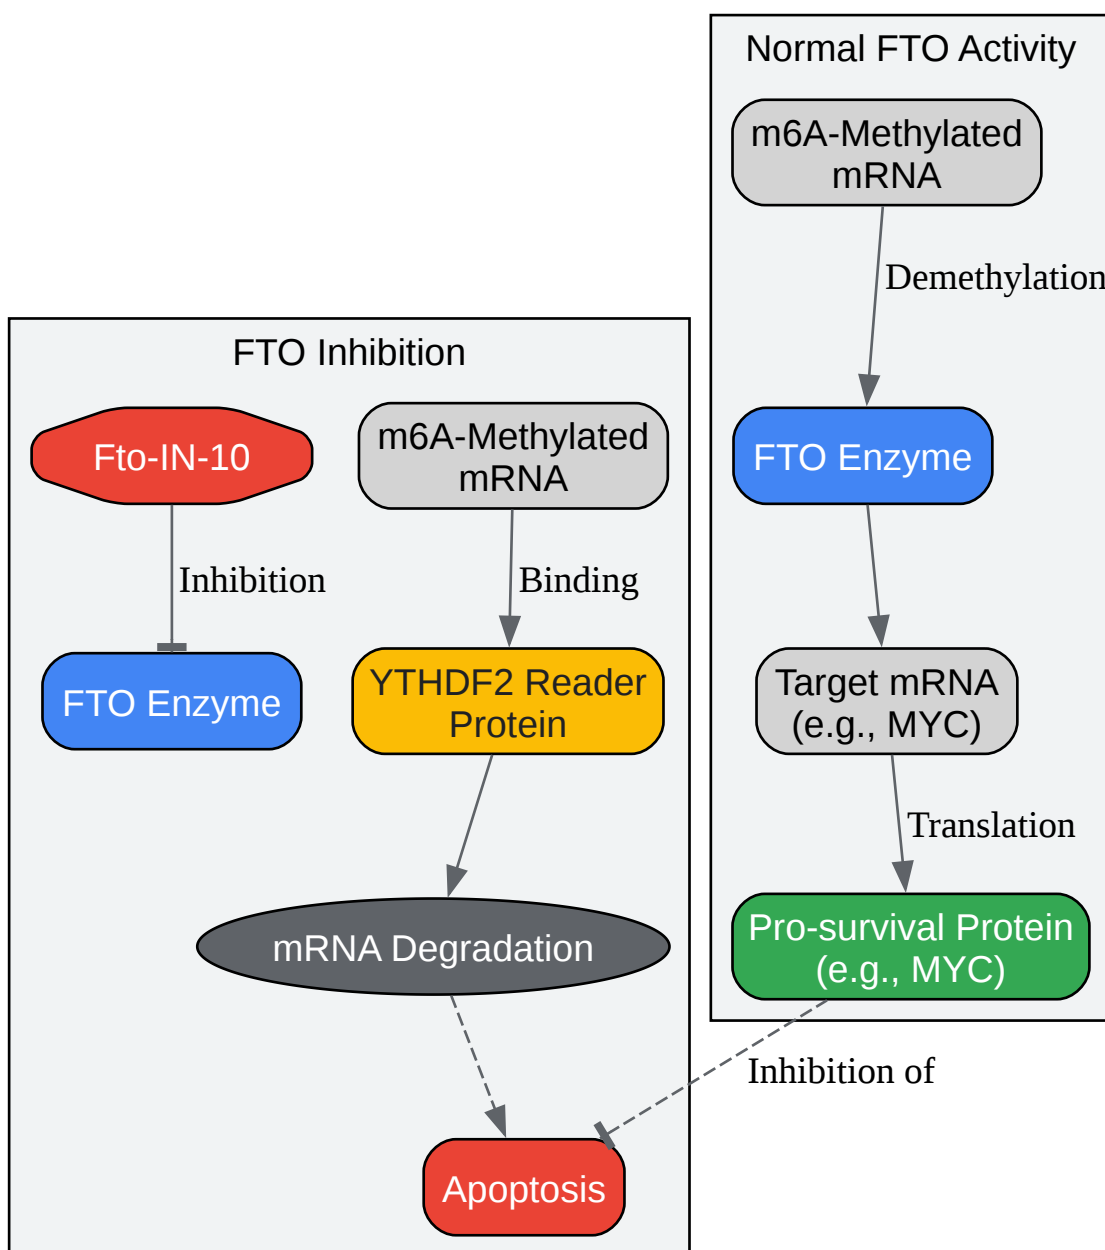 Normal FTO Activity
m6A-Methylated
mRNA
Demethylation
FTO Enzyme
Target mRNA
(e.g., MYC)
Translation
Pro-survival Protein
(e.g., MYC)
Inhibition of
FTO Inhibition
Fto-IN-10
Inhibition
FTO Enzyme
m6A-Methylated
mRNA
Binding
YTHDF2 Reader
Protein
mRNA Degradation
Apoptosis